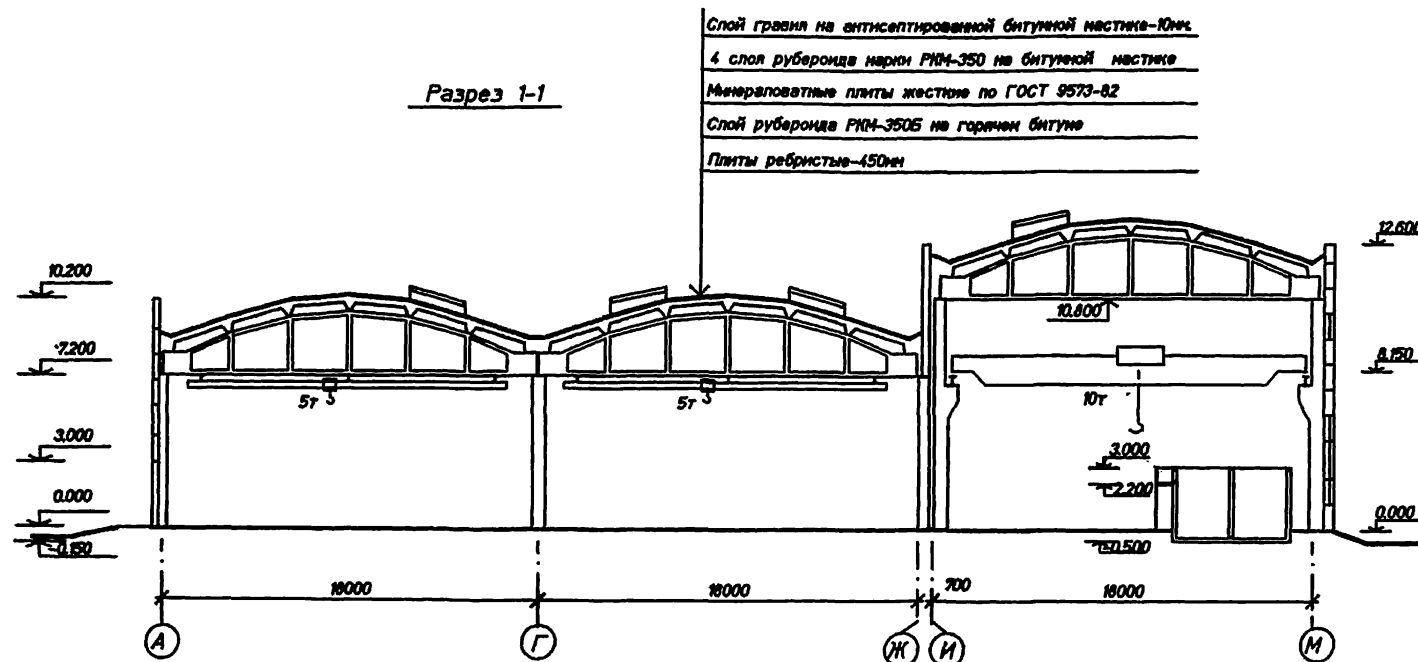 Слой гравия на антисептированной битумной мастике-10мм.
4 слоя рубероида марки РКМ-350 на битумной мастике
Разрез 1-1
Минераловатные плиты жесткие по ГОСТ 9573-82
Слой рубероида РКМ-350Б на горячем битуме
Плиты ребристые-450мм
12.600
10.200
10.800
7.200
8.150
5т
5т
10т
3.000
3.000
2.200
0.000
0.000
-0.150
-0.500
18000
18000
700
18000
А
Г
Ж
И
М